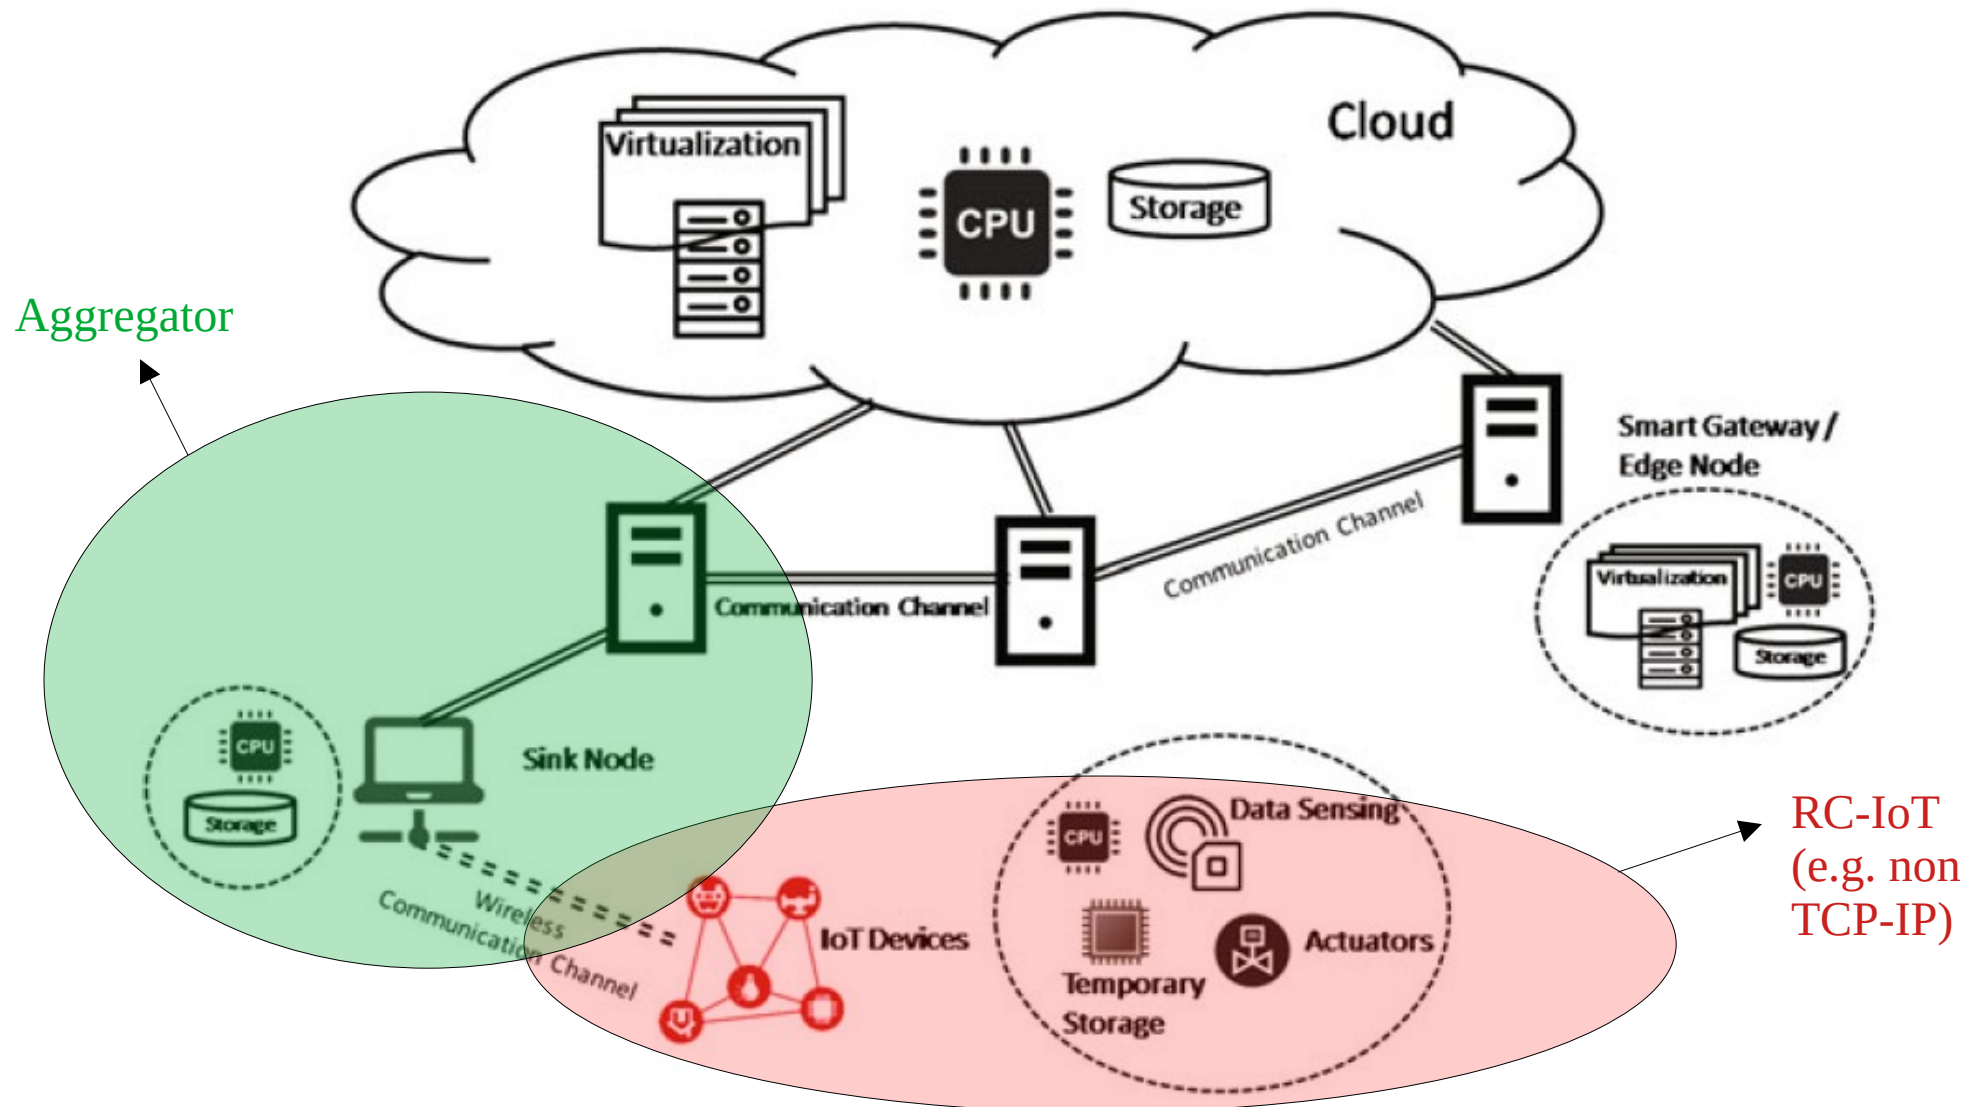 Cloud
Virtualization
CPU
Storage
Aggregator
Smart Gateway /
Edge Node
Communication Channel
Communication Channel
Virtualization
CPU
Storage
CPU
Storage
Sink Node
Wireless
Communication Channel
IoT Devices
CPU
Data Sensing
Actuators
Temporary
Storage
RC-IoT
(e.g. non
TCP-IP)